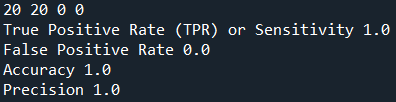 20 20 0 0
True Positive Rate (TPR) or Sensitivity 1.0
False Positive Rate 0.0
Accuracy 1.0
Precision 1.0